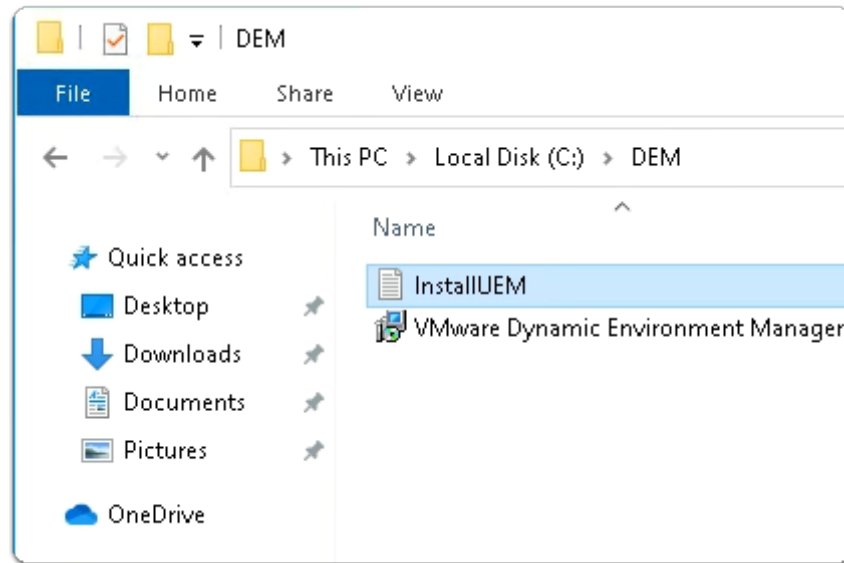 DEM
File Home Share View
This PC > Local Disk (C:) > DEM
Name
Quick access
InstallUEM
Desktop
VMware Dynamic Environment Manager
Downloads
Documents
Pictures
OneDrive